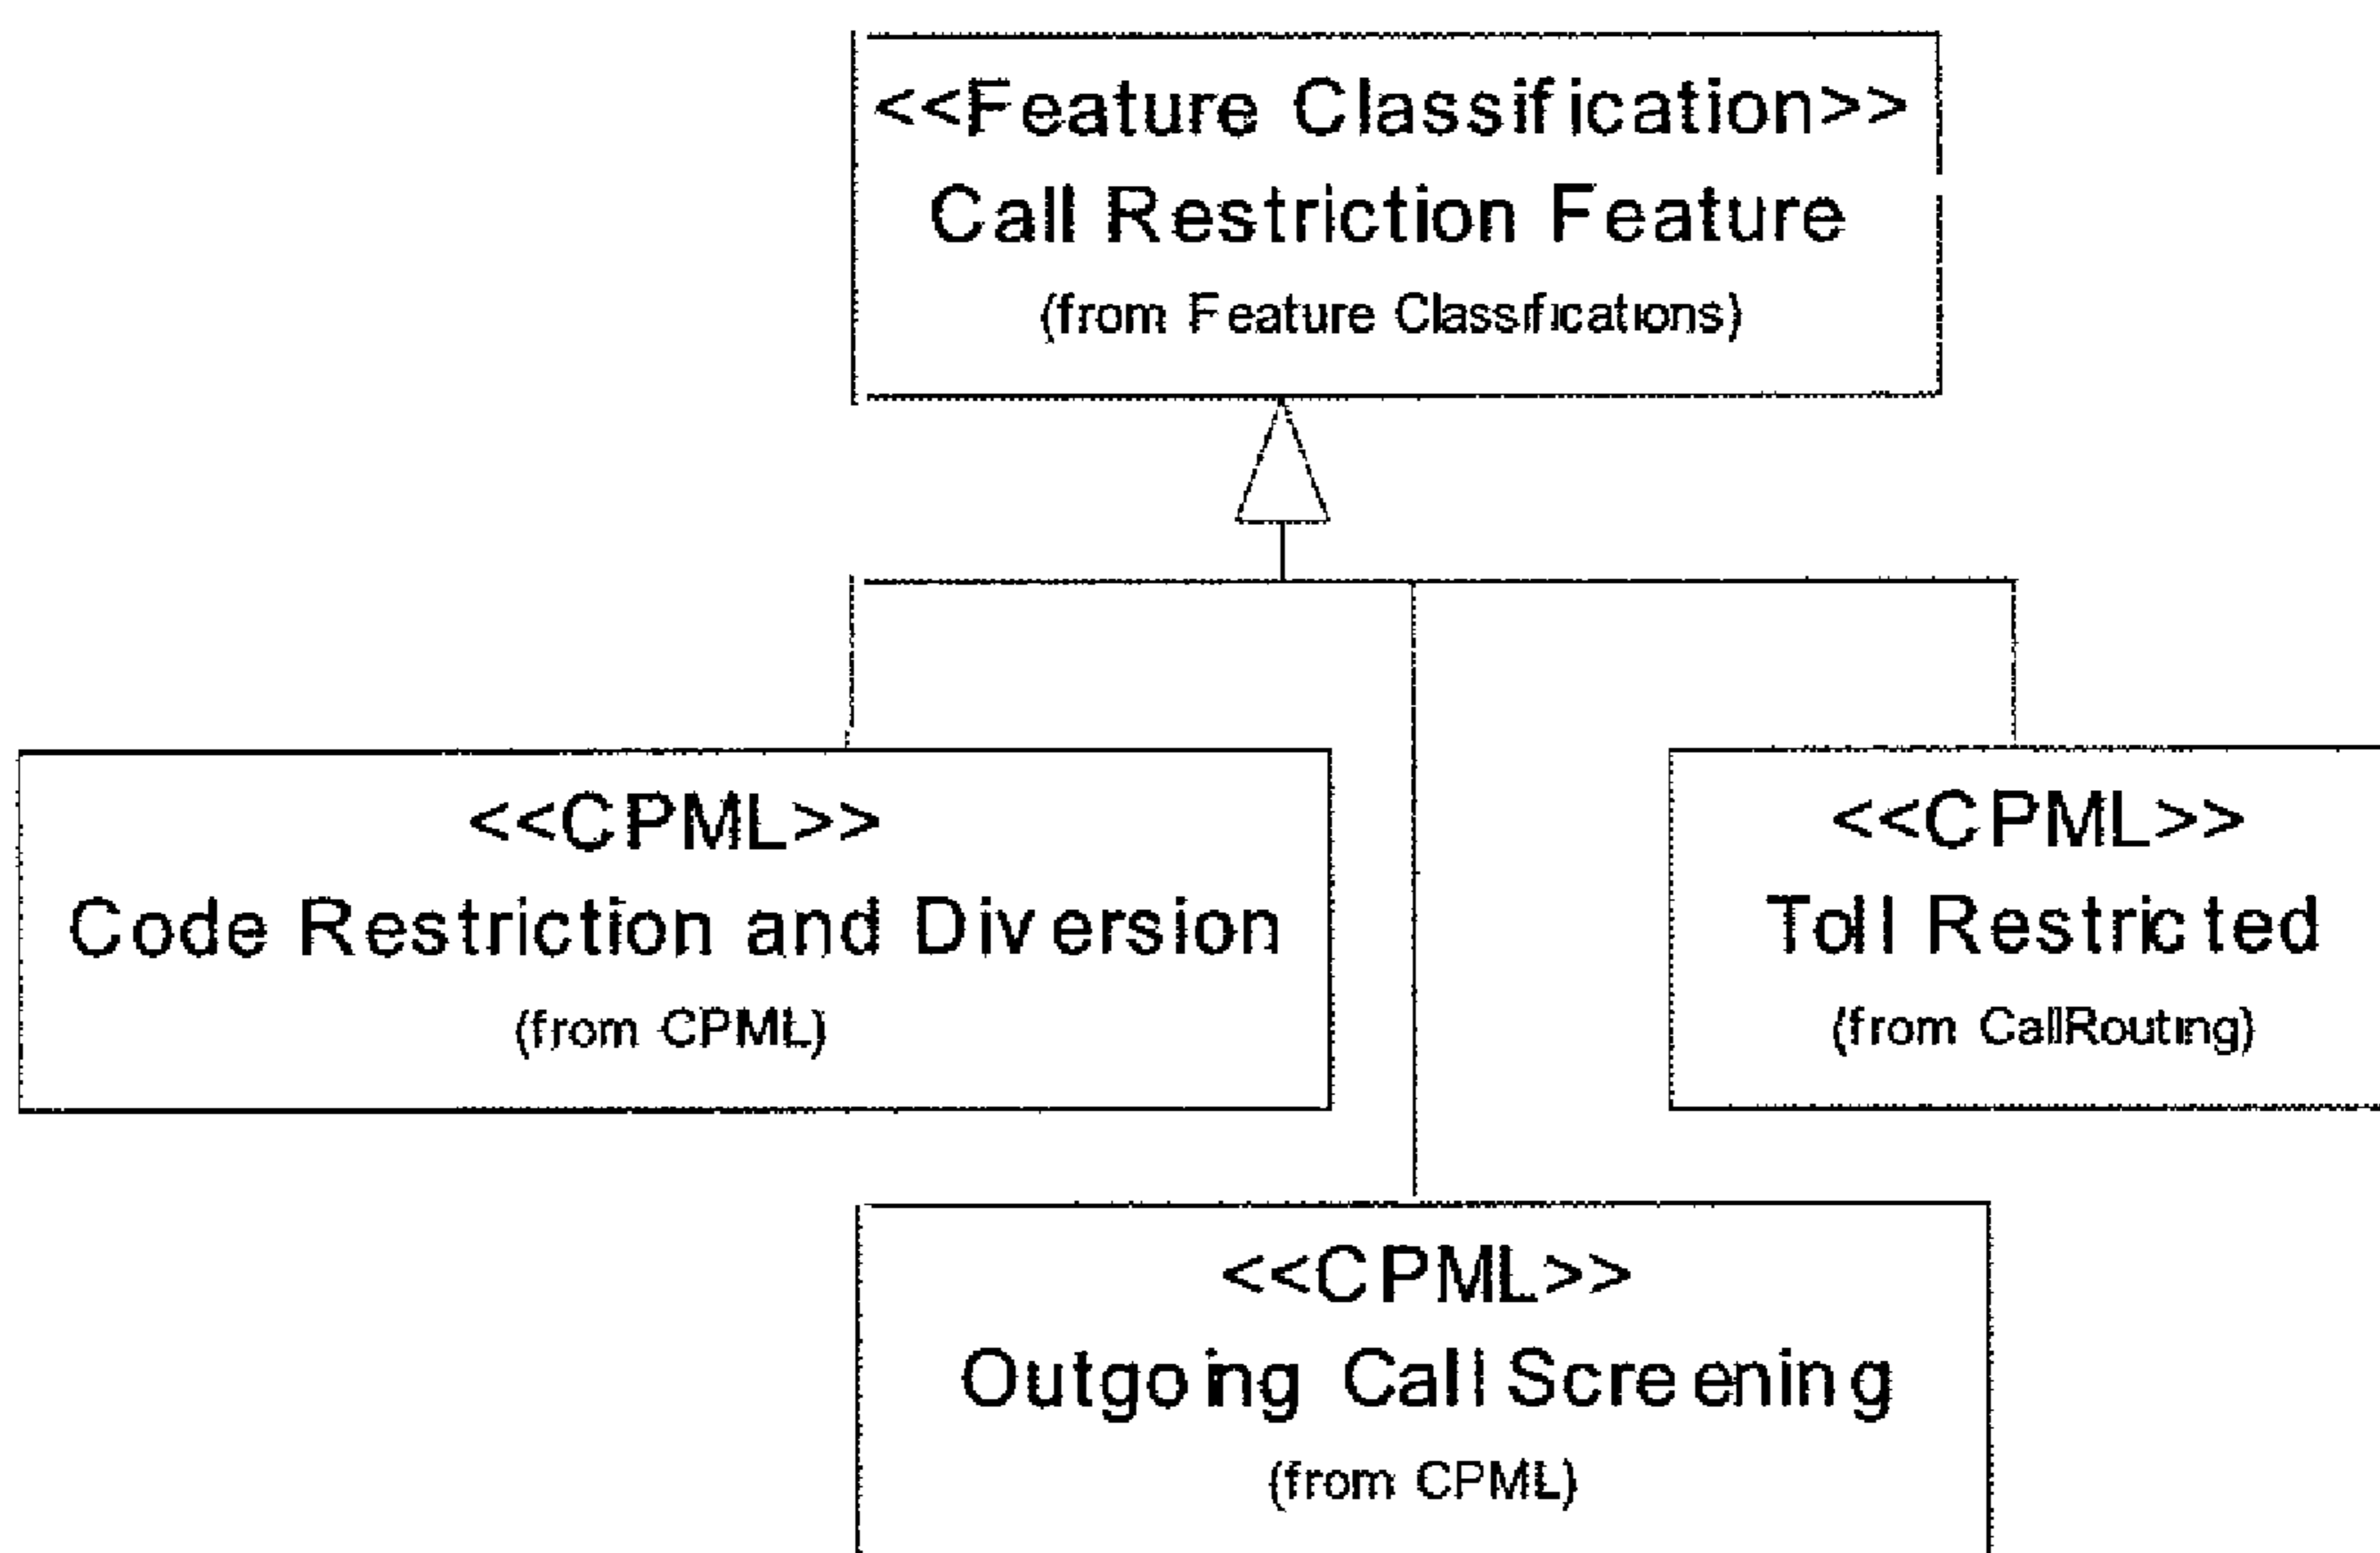 <<Feature Classification>>
Call Restriction Feature
(from Feature Classifications)
<<CPML>>
Code Restriction and Diversion
(from CPML)
<<CPML>>
Toll Restricted
(from CallRouting)
<<CPML>>
Outgoing Call Screening
(from CPML)